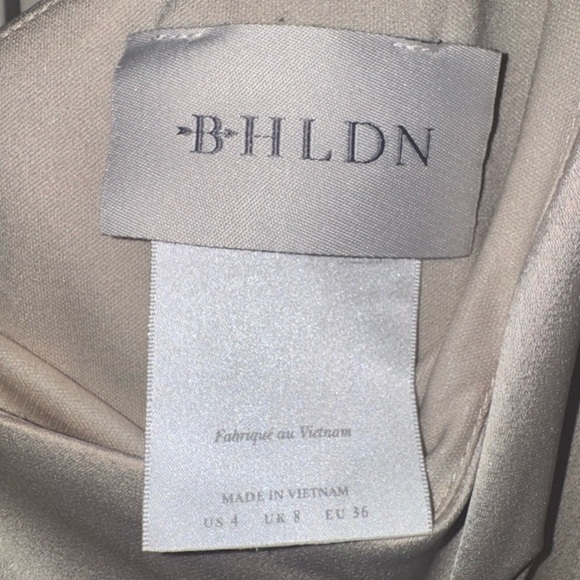 BHLDN
Fabriqué au Vietnam
MADE IN VIETNAM
US 4 UK 8 EU 36